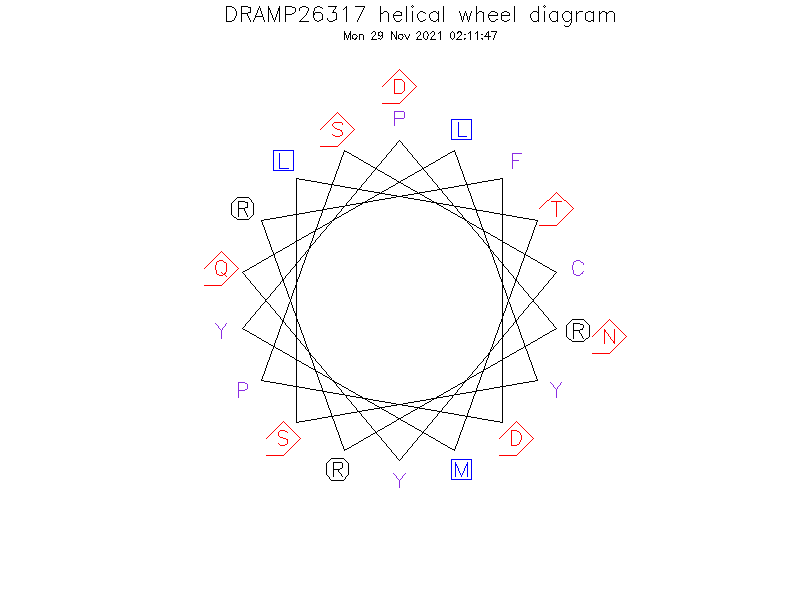 DRAMP26317 helical wheel diagram
Mon 29 Nov 2021 02:11:47
D
P
S L
L F
R T
Q C
Y R N
P Y
S D
R M
Y